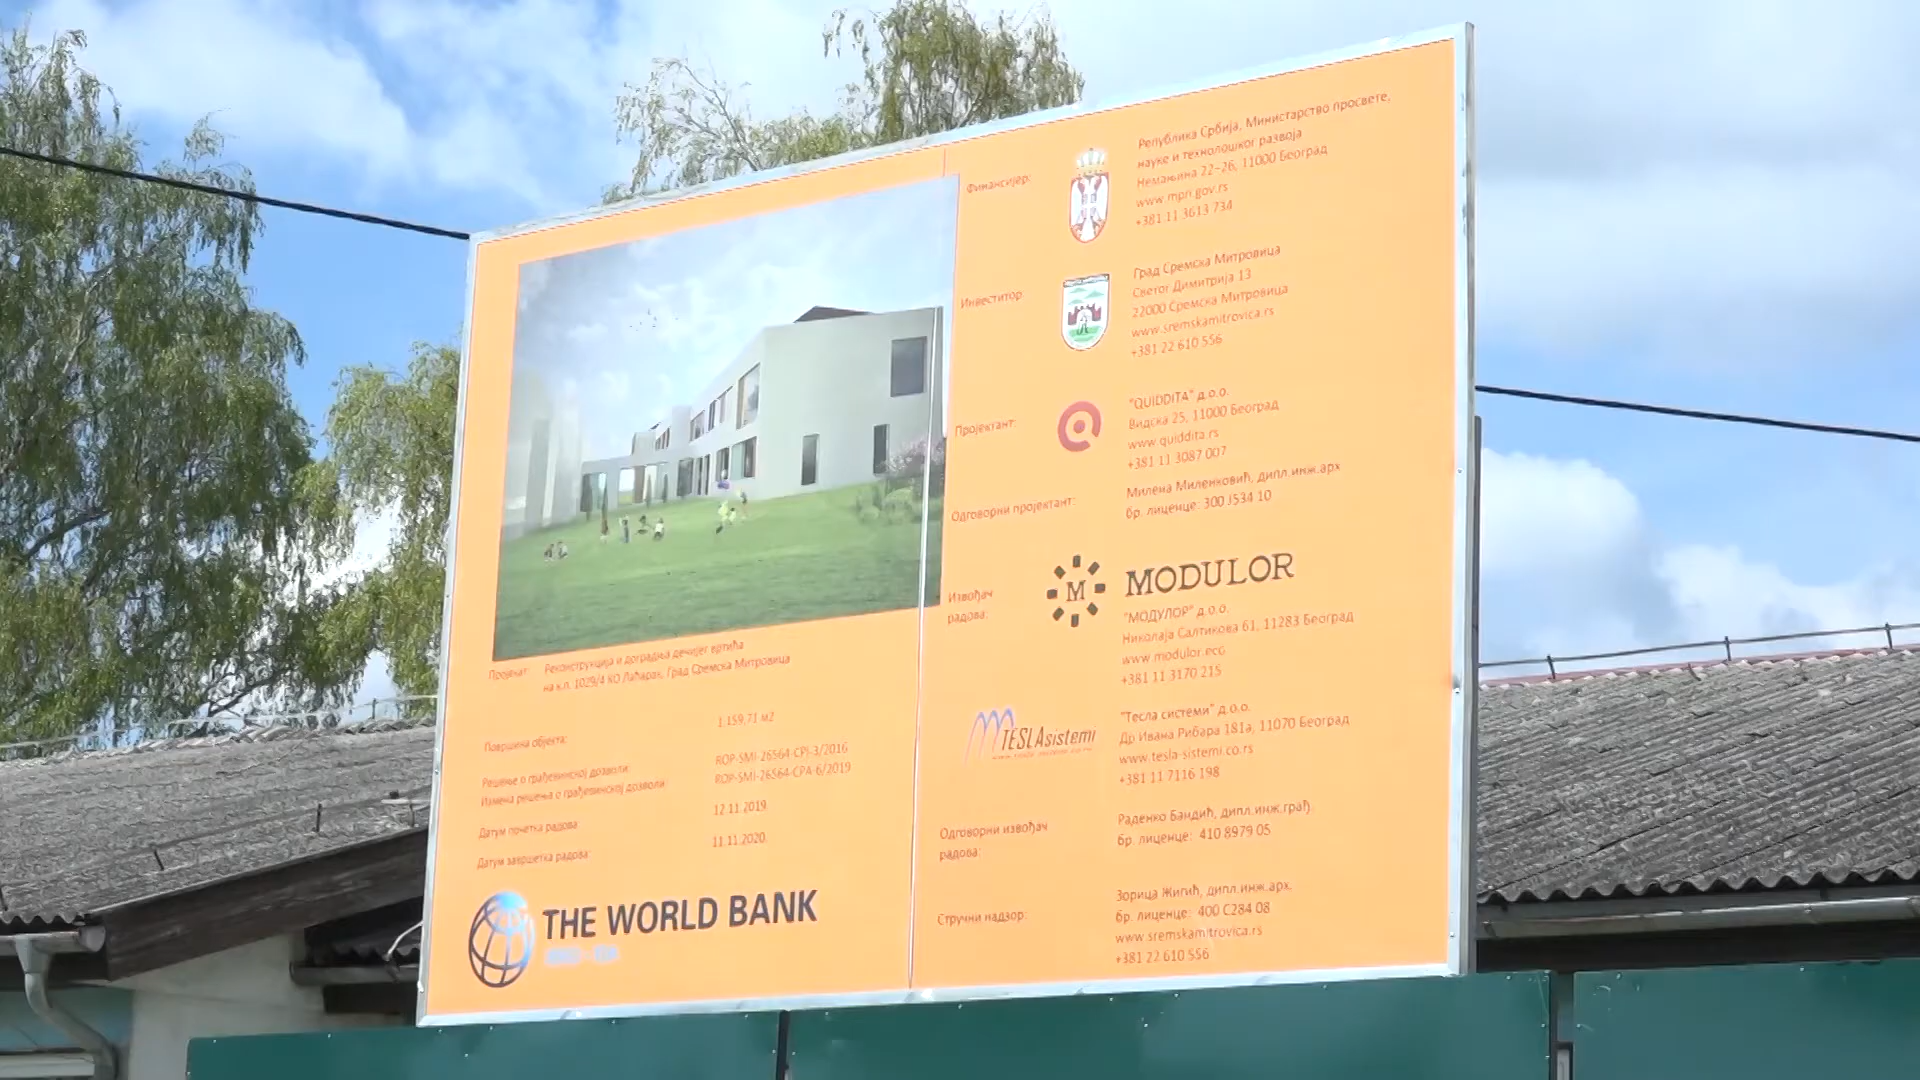 Пројекат: Реконструкција и доградња дечијег вртића
на к.п. 1029/4 КО Лаћарак, Град Сремска Митровица
Површина објекта: 1.159,71 м2
Решење о грађевинској дозволи: ROP-SMI-26564-CPI-3/2016
Измена решења о грађевинској дозволи: ROP-SMI-26564-CPA-6/2019
Датум почетка радова: 12.11.2019.
Датум завршетка радова: 11.11.2020.
THE WORLD BANK
IBRD - IDA
Финансијер:
Република Србија, Министарство просвете,
науке и технолошког развоја
Немањина 22-26, 11000 Београд
www.mpn.gov.rs
+381 11 3613 734
Инвеститор
Град Сремска Митровица
Светог Димитрија 13
22000 Сремска Митровица
www.sremskamitrovica.rs
+381 22 610 556
Пројектант:
"QUIDDITA" д.о.о.
Видска 25, 11000 Београд
www.quiddita.rs
+381 11 3087 007
Одговорни пројектант:
Милена Миленковић, дипл.инж.арх
бр. лиценце: 300 J534 10
Извођач
радова:
M
MODULOR
"МОДУЛОР" д.о.о.
Николаја Салтикова 61, 11283 Београд
www.modulor.eco
+381 11 3170 215
TESLAsistemi
"Тесла системи" д.о.о.
Др Ивана Рибара 181а, 11070 Београд
www.tesla-sistemi.co.rs
+381 11 7116 198
Одговорни извођач
радова:
Раденко Бандић, дипл.инж.грађ.
бр. лиценце: 410 8979 05
Стручни надзор:
Зорица Жигић, дипл.инж.арх.
бр. лиценце: 400 C284 08
www.sremskamitrovica.rs
+381 22 610 556